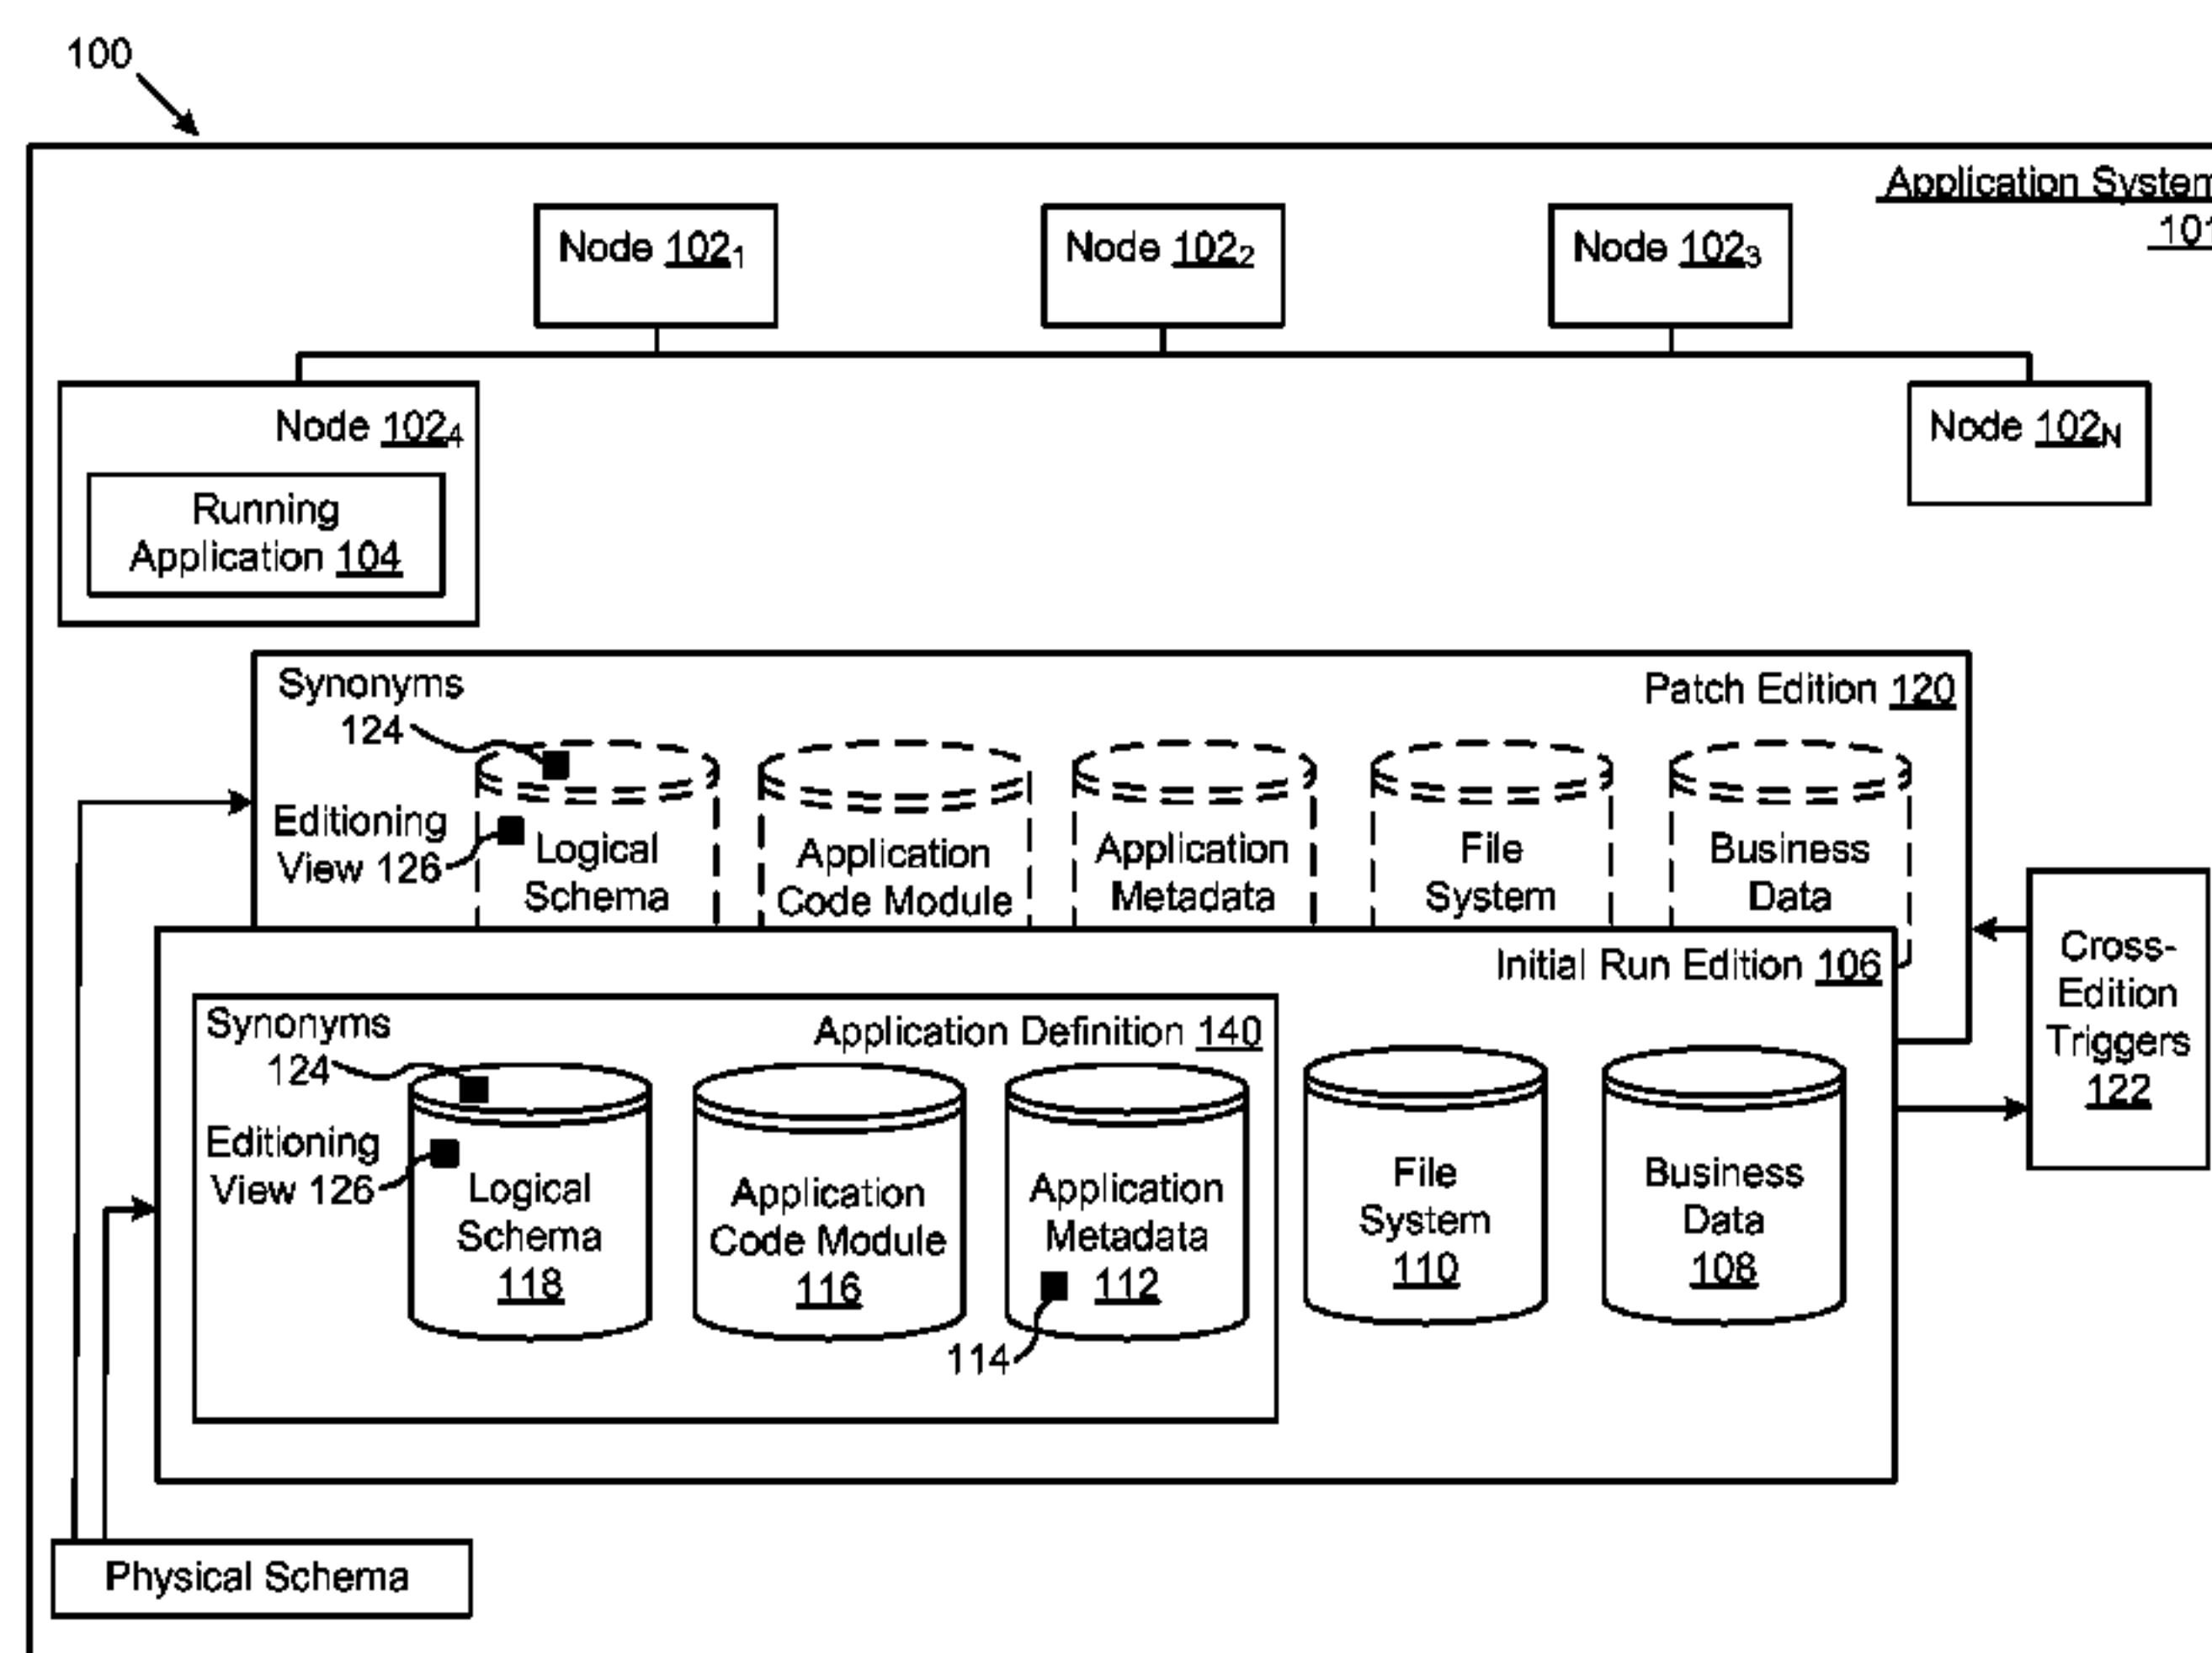 100
Application System
101
Node 102₁
Node 102₂
Node 102₃
Node 102₄
Node 102N
Running
Application 104
Synonyms
124
Patch Edition 120
Editioning
View 126
Logical
Schema
Application
Code Module
Application
Metadata
File
System
Business
Data
Cross-
Edition
Triggers
122
Initial Run Edition 106
Synonyms
124
Application Definition 140
Editioning
View 126
Logical
Schema
118
Application
Code Module
116
Application
Metadata
112
114
File
System
110
Business
Data
108
Physical Schema